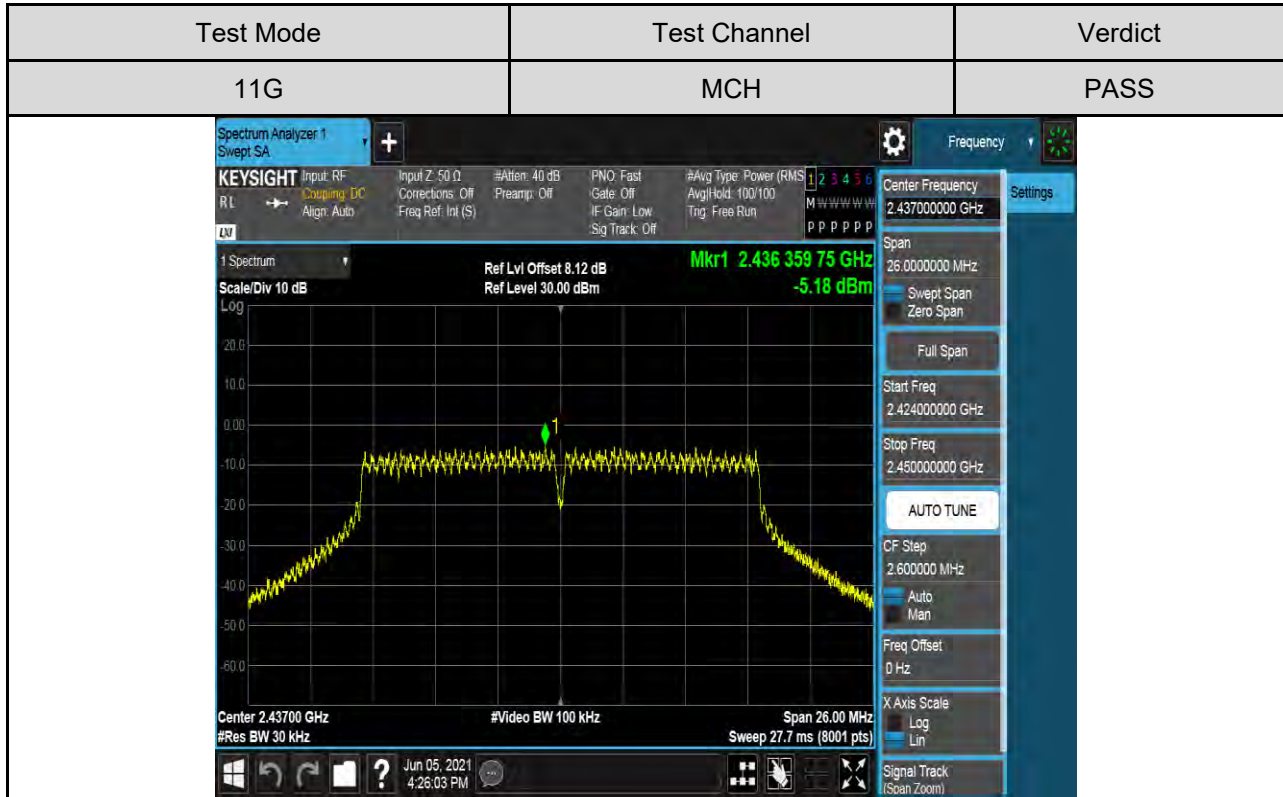 Test Mode Test Channel Verdict
11G MCH PASS
Spectrum Analyzer 1
Swept SA
+
Frequency
KEYSIGHT Input: RF Input Z: 50 Ω #Atten: 40 dB PNO: Fast #Avg Type: Power (RMS 1 2 3 4 5 6
RL Coupling: DC Corrections: Off Preamp: Off Gate: Off Avg|Hold: 100/100 M W W W W W
Align: Auto Freq Ref: Int (S) IF Gain: Low Trig: Free Run
Sig Track: Off P P P P P P
LXI
1 Spectrum
Scale/Div 10 dB
Ref Lvl Offset 8.12 dB
Ref Level 30.00 dBm
Mkr1 2.436 359 75 GHz
-5.18 dBm
Log
20.0
10.0
0.00
-10.0
-20.0
-30.0
-40.0
-50.0
-60.0
1
Center 2.43700 GHz #Video BW 100 kHz Span 26.00 MHz
#Res BW 30 kHz Sweep 27.7 ms (8001 pts)
Center Frequency
2.437000000 GHz
Settings
Span
26.0000000 MHz
Swept Span
Zero Span
Full Span
Start Freq
2.424000000 GHz
Stop Freq
2.450000000 GHz
AUTO TUNE
CF Step
2.600000 MHz
Auto
Man
Freq Offset
0 Hz
X Axis Scale
Log
Lin
Signal Track
(Span Zoom)
?
Jun 05, 2021
4:26:03 PM